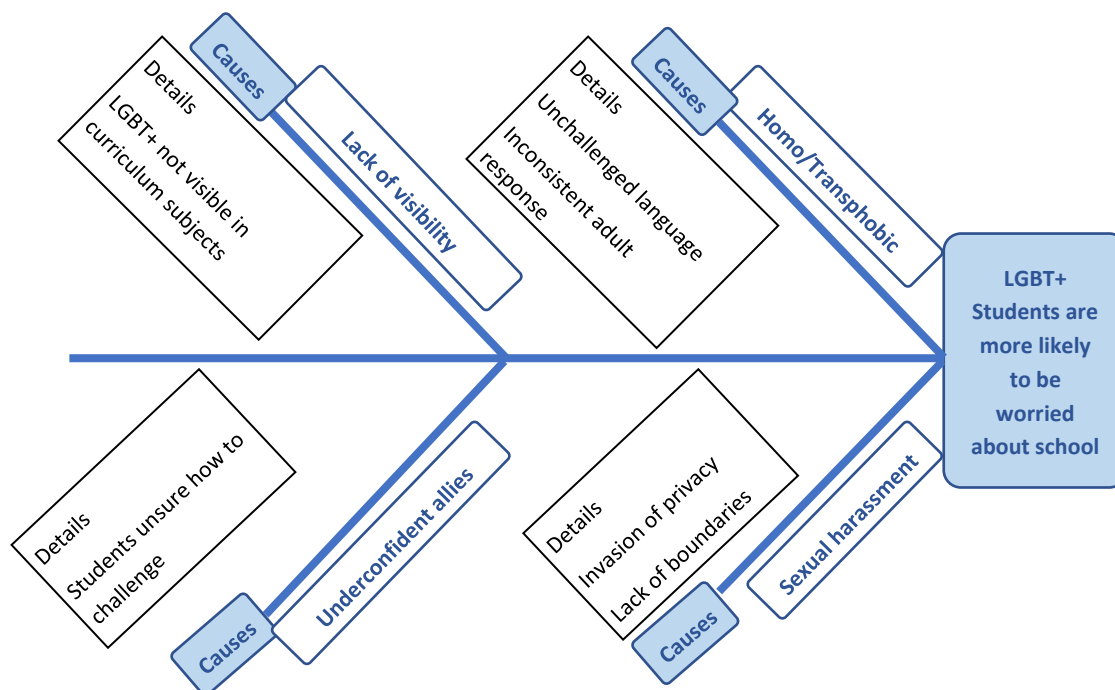 Causes
Lack of visibility
Details
LGBT+ not visible in
curriculum subjects
Causes
Homo/Transphobic
Details
Unchallenged language
Inconsistent adult
response
LGBT+
Students are
more likely
to be
worried
about school
Details
Students unsure how to
challenge
Causes
Underconfident allies
Details
Invasion of privacy
Lack of boundaries
Causes
Sexual harassment